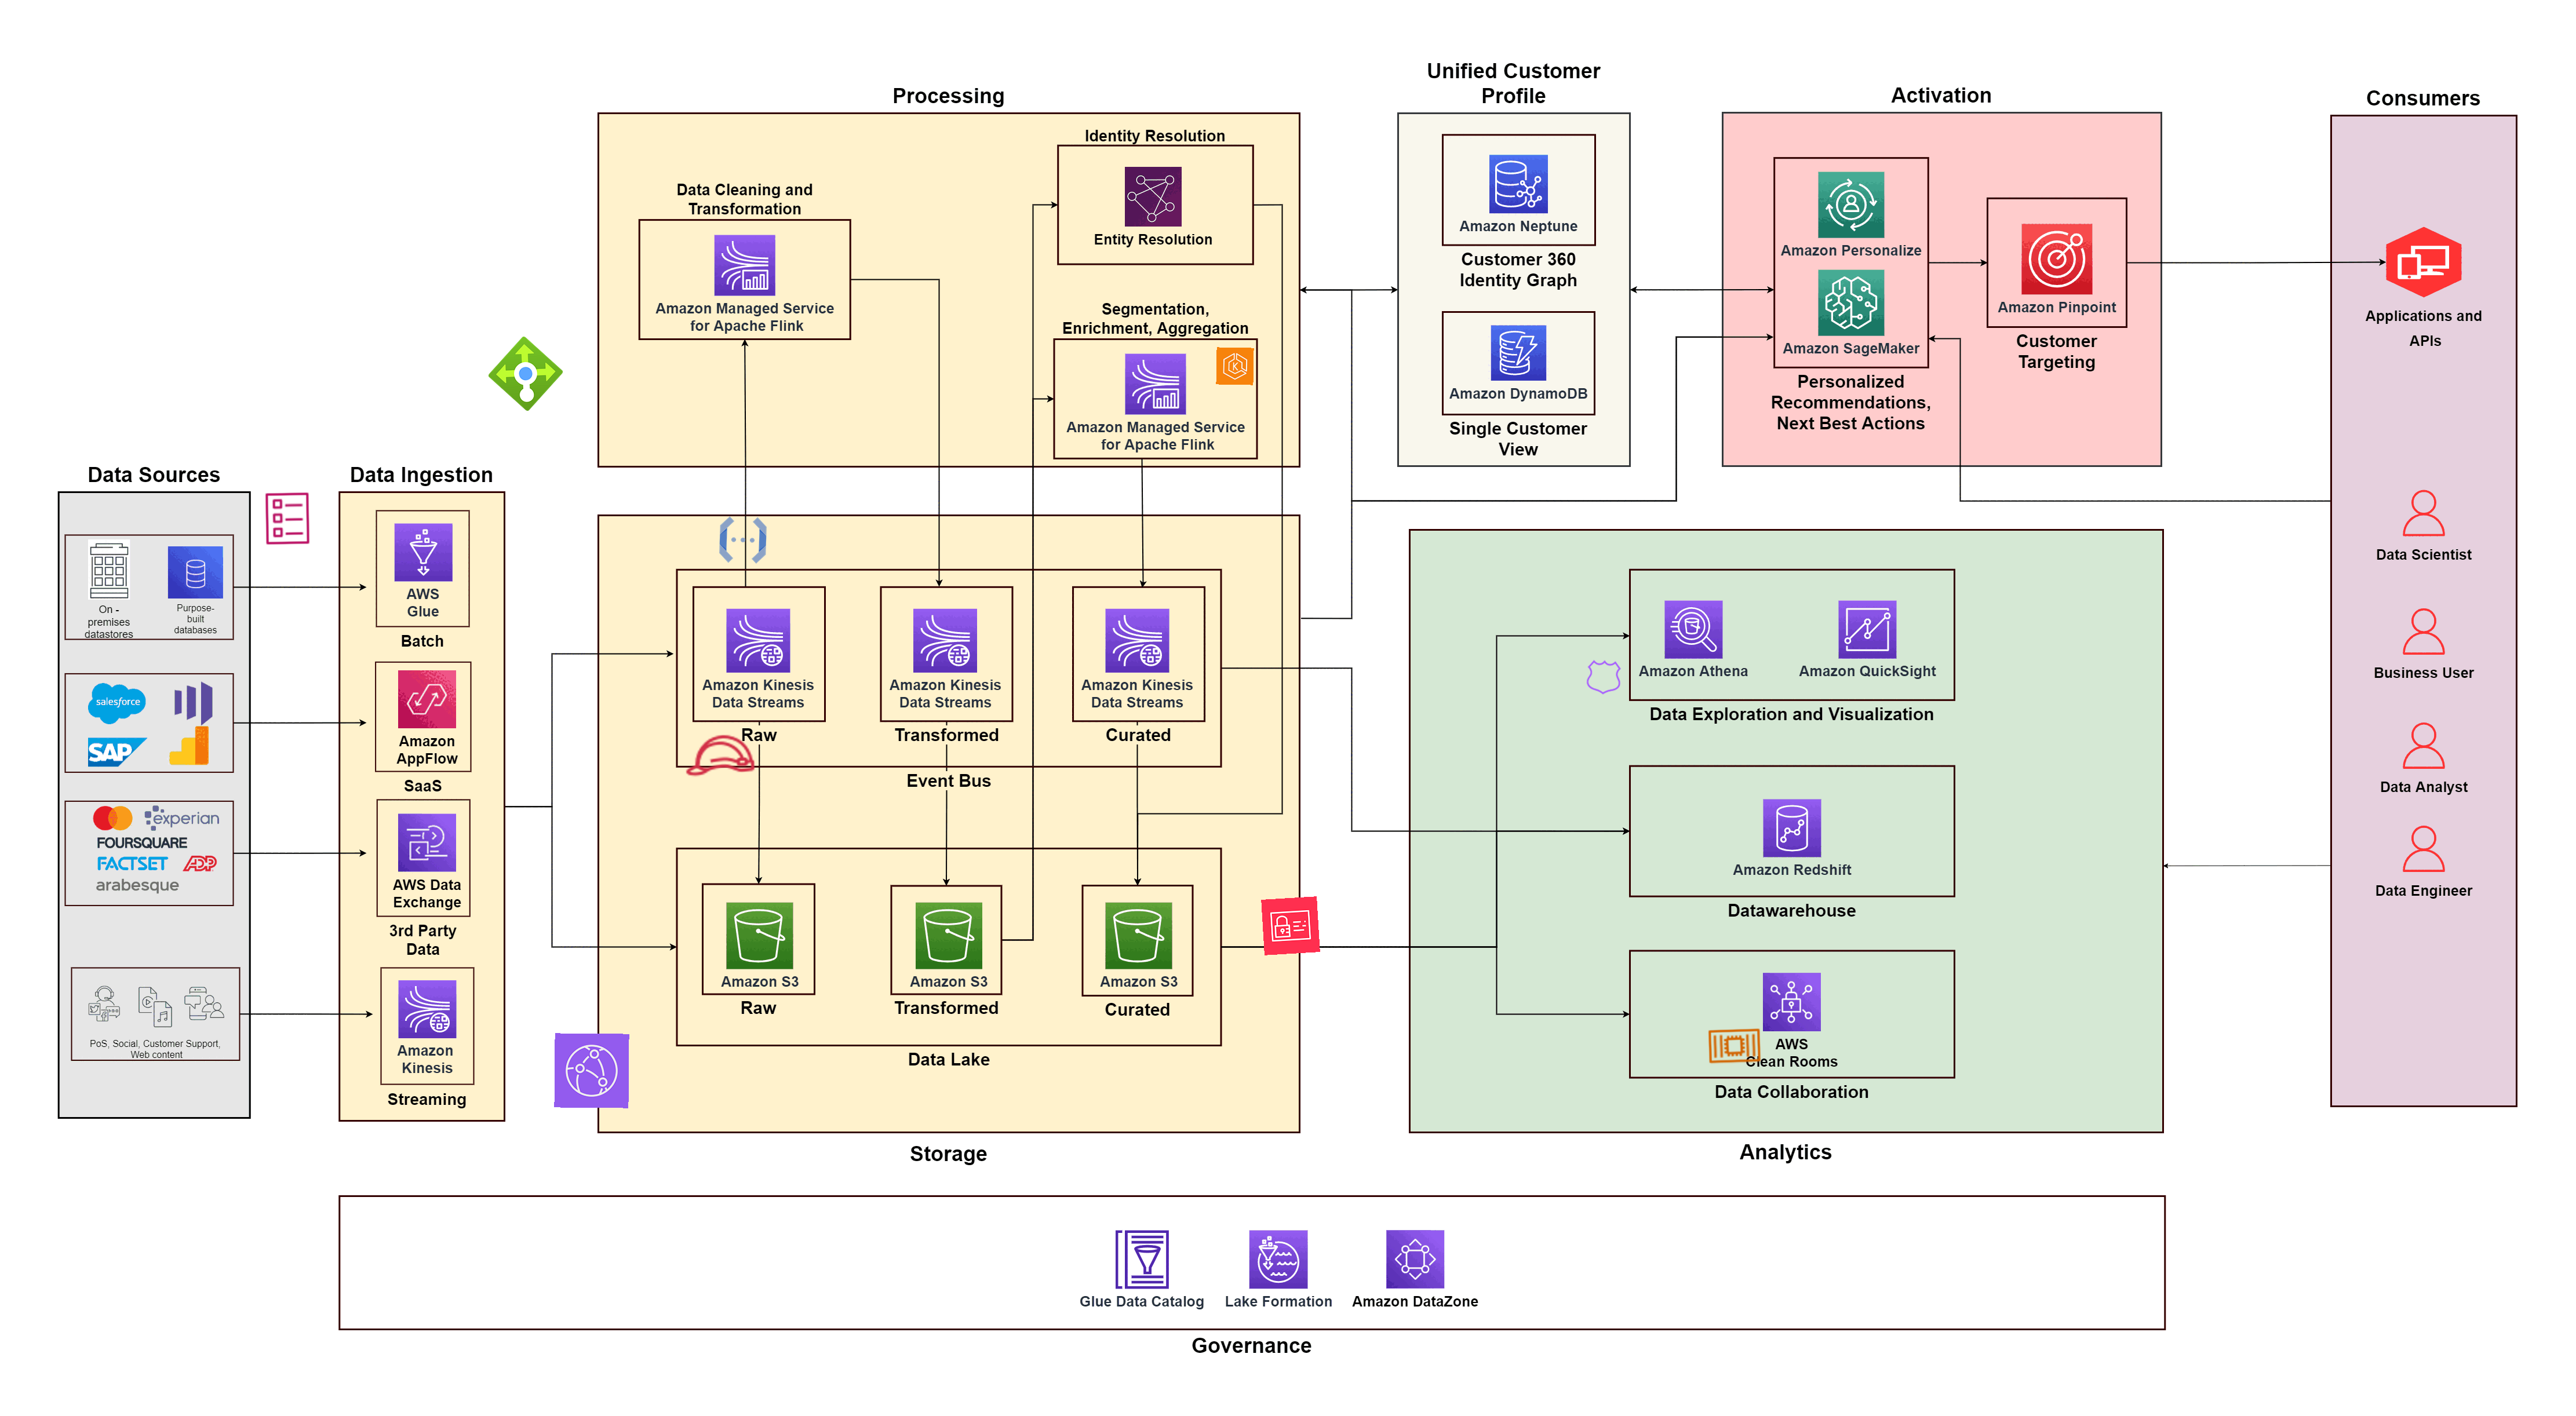 Data Sources
On -
premises
datastores
Purpose-
built
databases
salesforce
SAP
experian
FOURSQUARE
FACTSET
ADP
arabesque
PoS, Social, Customer Support,
Web content
Data Ingestion
AWS
Glue
Batch
Amazon
AppFlow
SaaS
AWS Data
Exchange
3rd Party
Data
Amazon
Kinesis
Streaming
Processing
Data Cleaning and
Transformation
Amazon Managed Service
for Apache Flink
Identity Resolution
Entity Resolution
Segmentation,
Enrichment, Aggregation
K
Amazon Managed Service
for Apache Flink
Amazon Kinesis
Data Streams
Raw
Amazon Kinesis
Data Streams
Transformed
Amazon Kinesis
Data Streams
Curated
Event Bus
Amazon S3
Raw
Amazon S3
Transformed
Amazon S3
Curated
Data Lake
Storage
Unified Customer
Profile
Amazon Neptune
Customer 360
Identity Graph
Amazon DynamoDB
Single Customer
View
Activation
Amazon Personalize
Amazon SageMaker
Personalized
Recommendations,
Next Best Actions
Amazon Pinpoint
Customer
Targeting
Amazon Athena
Amazon QuickSight
Data Exploration and Visualization
Amazon Redshift
Datawarehouse
AWS
Clean Rooms
Data Collaboration
Analytics
Consumers
Applications and
APIs
Data Scientist
Business User
Data Analyst
Data Engineer
Glue Data Catalog
Lake Formation
Amazon DataZone
Governance